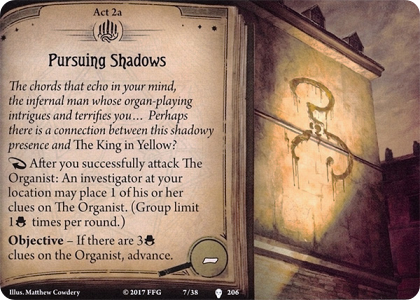 Act 2a
Pursuing Shadows
The chords that echo in your mind,
the infernal man whose organ-playing
intrigues and terrifies you… Perhaps
there is a connection between this shadowy
presence and The King in Yellow?
After you successfully attack The
Organist: An investigator at your
location may place 1 of his or her
clues on The Organist. (Group limit
1 times per round.)
Objective – If there are 3
clues on the Organist, advance.
–
Illus. Matthew Cowdery
© 2017 FFG
7/38
206